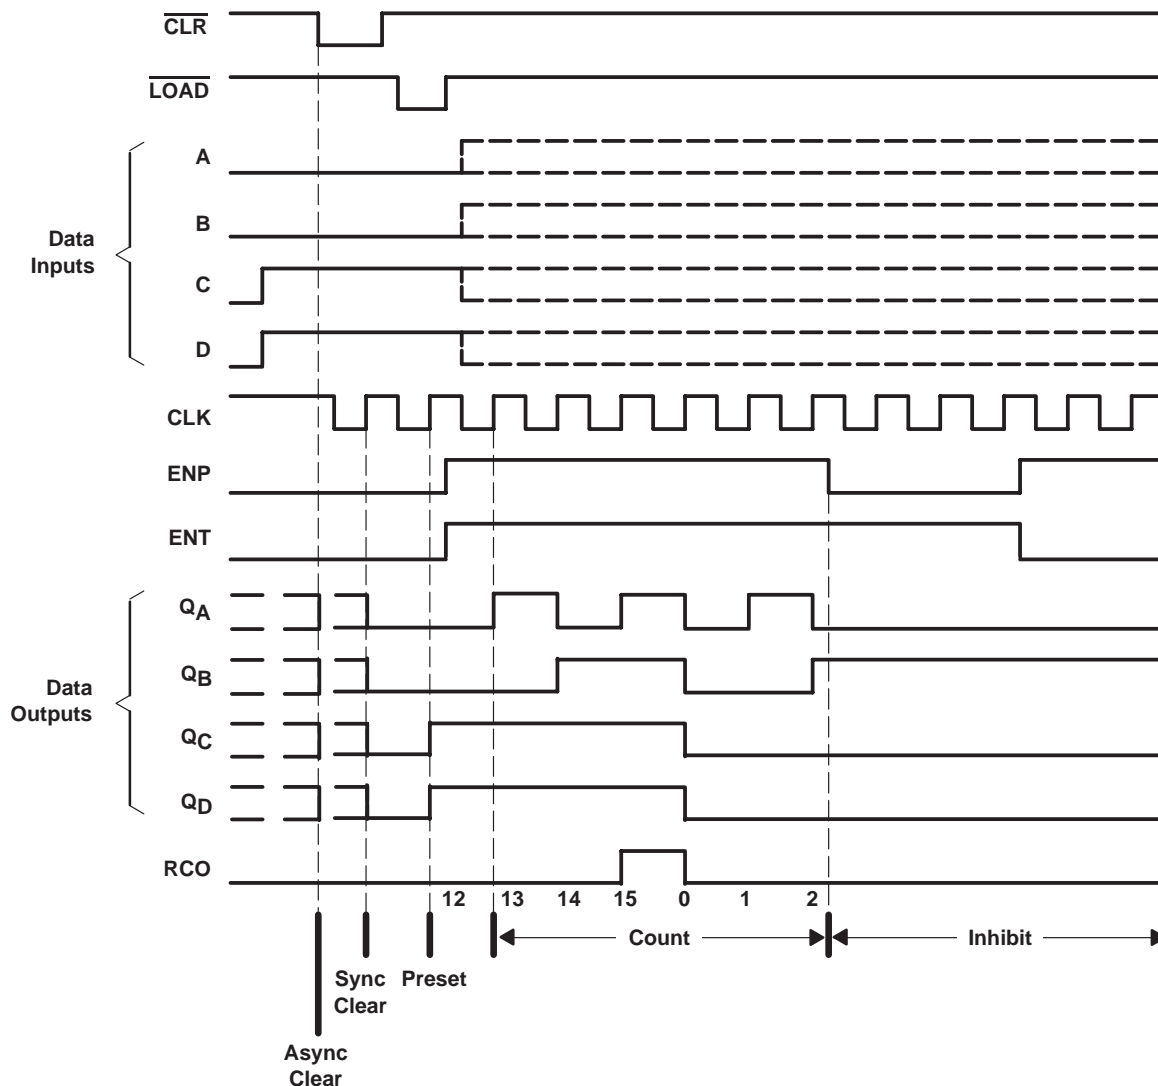 CLR
LOAD
A
B
Data
Inputs
C
D
CLK
ENP
ENT
QA
QB
Data
Outputs
QC
QD
RCO
12 13 14 15 0 1 2
Count Inhibit
Sync Preset
Clear
Async
Clear